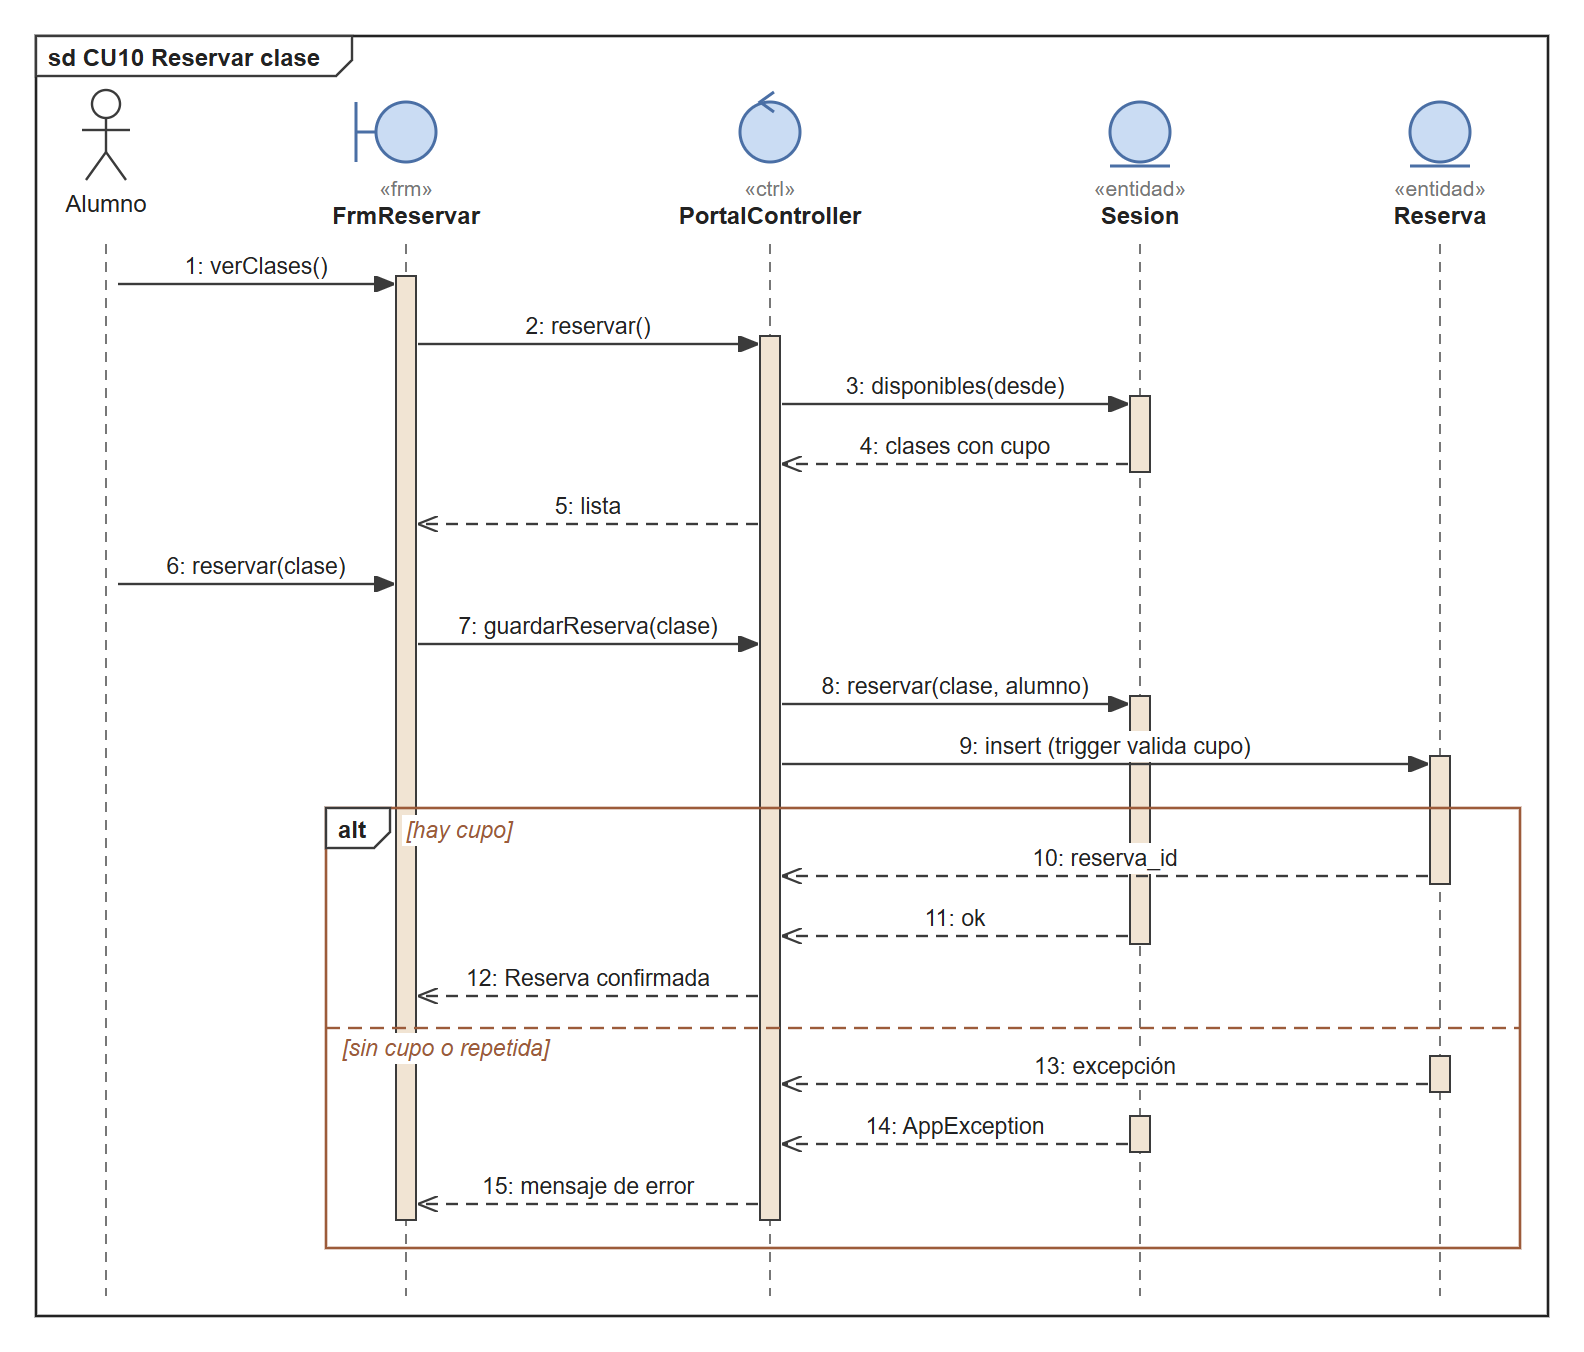 sd CU10 Reservar clase
Alumno
«frm»
FrmReservar
«ctrl»
PortalController
«entidad»
Sesion
«entidad»
Reserva
1: verClases()
2: reservar()
3: disponibles(desde)
4: clases con cupo
5: lista
6: reservar(clase)
7: guardarReserva(clase)
8: reservar(clase, alumno)
9: insert (trigger valida cupo)
alt
[hay cupo]
10: reserva_id
11: ok
12: Reserva confirmada
[sin cupo o repetida]
13: excepción
14: AppException
15: mensaje de error